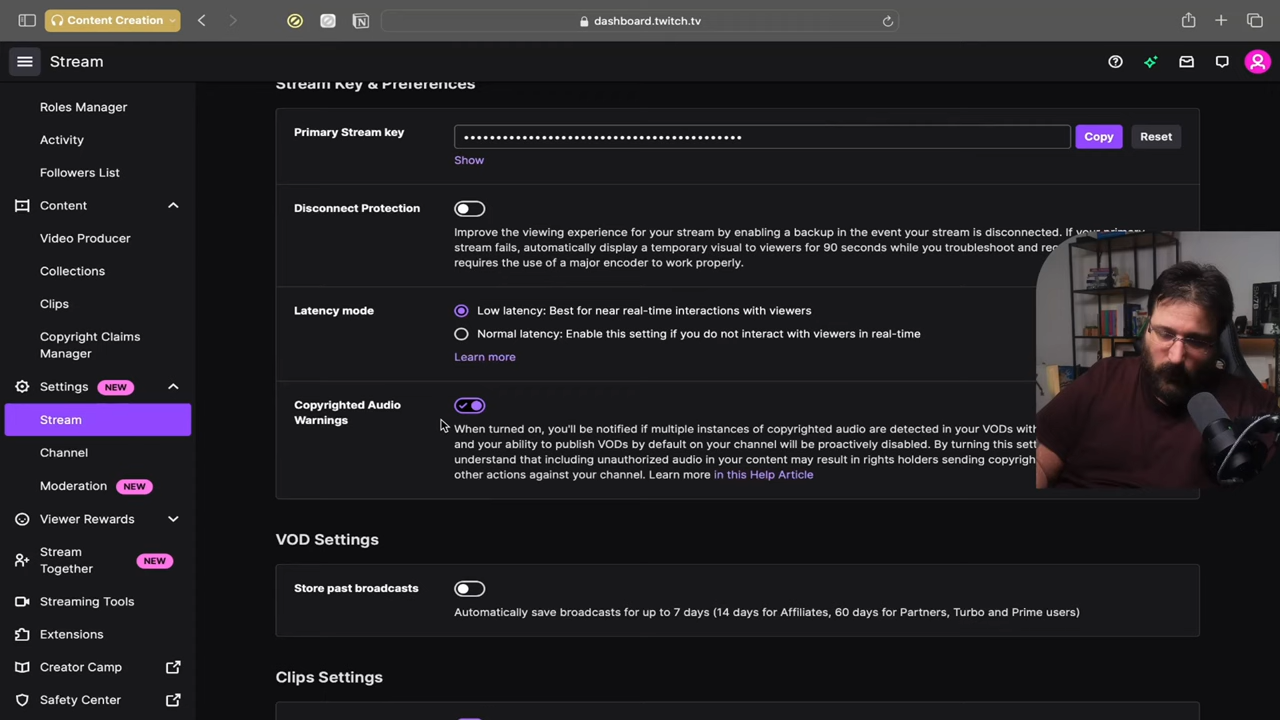 Content Creation
dashboard.twitch.tv
Stream
Roles Manager
Activity
Followers List
Content
Video Producer
Collections
Clips
Copyright Claims
Manager
Settings NEW
Stream
Channel
Moderation NEW
Viewer Rewards
Stream
Together NEW
Streaming Tools
Extensions
Creator Camp
Safety Center
Stream Key & Preferences
Primary Stream key
Copy
Reset
Show
Disconnect Protection
Improve the viewing experience for your stream by enabling a backup in the event your stream is disconnected. If your primary
stream fails, automatically display a temporary visual to viewers for 90 seconds while you troubleshoot and
requires the use of a major encoder to work properly.
Latency mode
Low latency: Best for near real-time interactions with viewers
Normal latency: Enable this setting if you do not interact with viewers in real-time
Learn more
Copyrighted Audio
Warnings
When turned on, you'll be notified if multiple instances of copyrighted audio are detected in your VODs
and your ability to publish VODs by default on your channel will be proactively disabled. By turning this
understand that including unauthorized audio in your content may result in rights holders sending
other actions against your channel. Learn more in this Help Article
VOD Settings
Store past broadcasts
Automatically save broadcasts for up to 7 days (14 days for Affiliates, 60 days for Partners, Turbo and Prime users)
Clips Settings